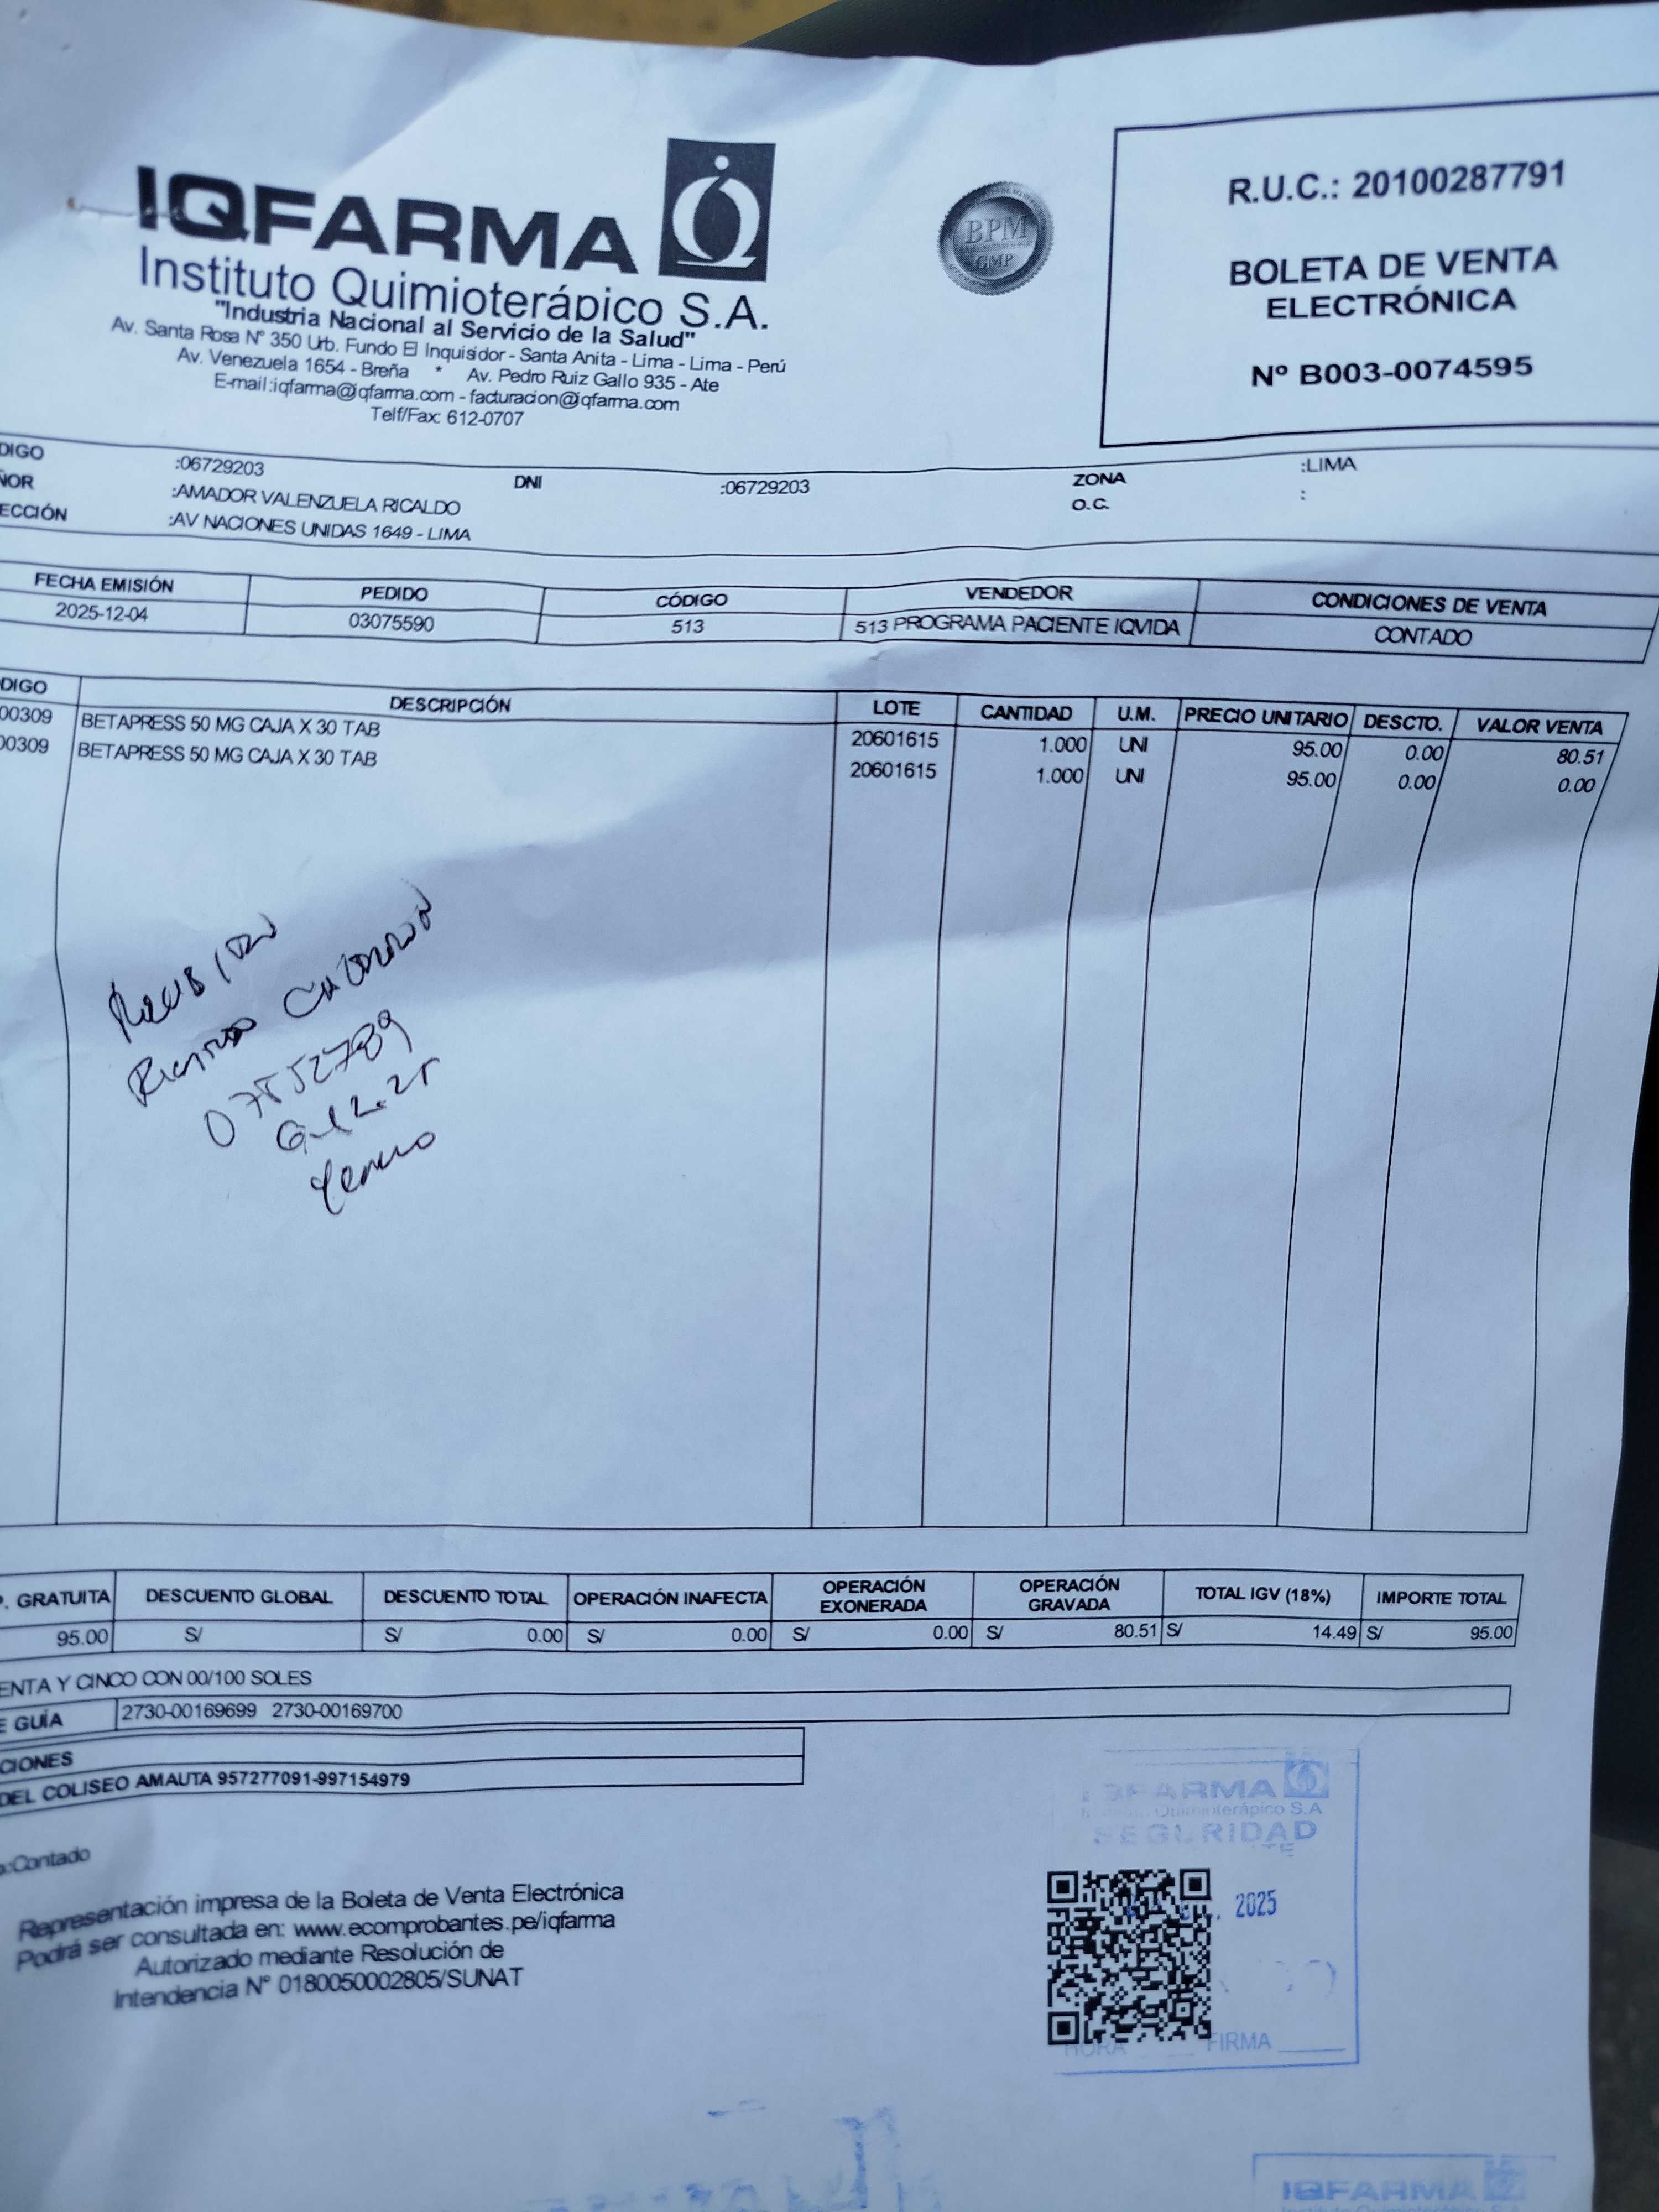 IQFARMA
Instituto Quimioterápico S.A.
"Industria Nacional al Servicio de la Salud"
Av. Santa Rosa Nº 350 Urb. Fundo El Inquisidor - Santa Anita - Lima - Lima - Perú
Av. Venezuela 1654 - Breña * Av. Pedro Ruiz Gallo 935 - Ate
E-mail:iqfarma@iqfarma.com - facturacion@iqfarma.com
Telf/Fax: 612-0707
BPM
GMP
R.U.C.: 20100287791
BOLETA DE VENTA
ELECTRÓNICA
Nº B003-0074595
DIGO :06729203 DNI :06729203 ZONA :LIMA
ÑOR :AMADOR VALENZUELA RICALDO O.C. :
ECCIÓN :AV NACIONES UNIDAS 1649 - LIMA
FECHA EMISIÓN PEDIDO CÓDIGO VENDEDOR CONDICIONES DE VENTA
2025-12-04 03075590 513 513 PROGRAMA PACIENTE IQVIDA CONTADO
DIGO DESCRIPCIÓN LOTE CANTIDAD U.M. PRECIO UNITARIO DESCTO. VALOR VENTA
00309 BETAPRESS 50 MG CAJA X 30 TAB 20601615 1.000 UNI 95.00 0.00 80.51
00309 BETAPRESS 50 MG CAJA X 30 TAB 20601615 1.000 UNI 95.00 0.00 0.00
P. GRATUITA DESCUENTO GLOBAL DESCUENTO TOTAL OPERACIÓN INAFECTA OPERACIÓN EXONERADA OPERACIÓN GRAVADA TOTAL IGV (18%) IMPORTE TOTAL
95.00 S/ S/ 0.00 S/ 0.00 S/ 0.00 S/ 80.51 S/ 14.49 S/ 95.00
ENTA Y CINCO CON 00/100 SOLES
E GUÍA 2730-00169699 2730-00169700
CIONES
DEL COLISEO AMAUTA 957277091-997154979
:Contado
Representación impresa de la Boleta de Venta Electrónica
Podrá ser consultada en: www.ecomprobantes.pe/iqfarma
Autorizado mediante Resolución de
Intendencia Nº 0180050002805/SUNAT
IQFARMA
Quimioterápico S.A
SEGURIDAD
2025
HORA FIRMA
IQFARMA